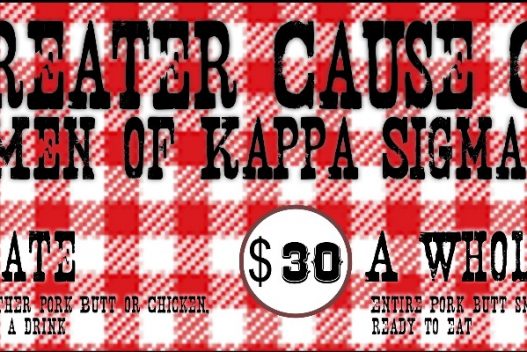 REATER CAUSE
MEN OF KAPPA SIGMA
ATE
$30 A WHOL
THER PORK BUTT OR CHICKEN.
A DRINK
ENTIRE PORK BUTT
READY TO EAT